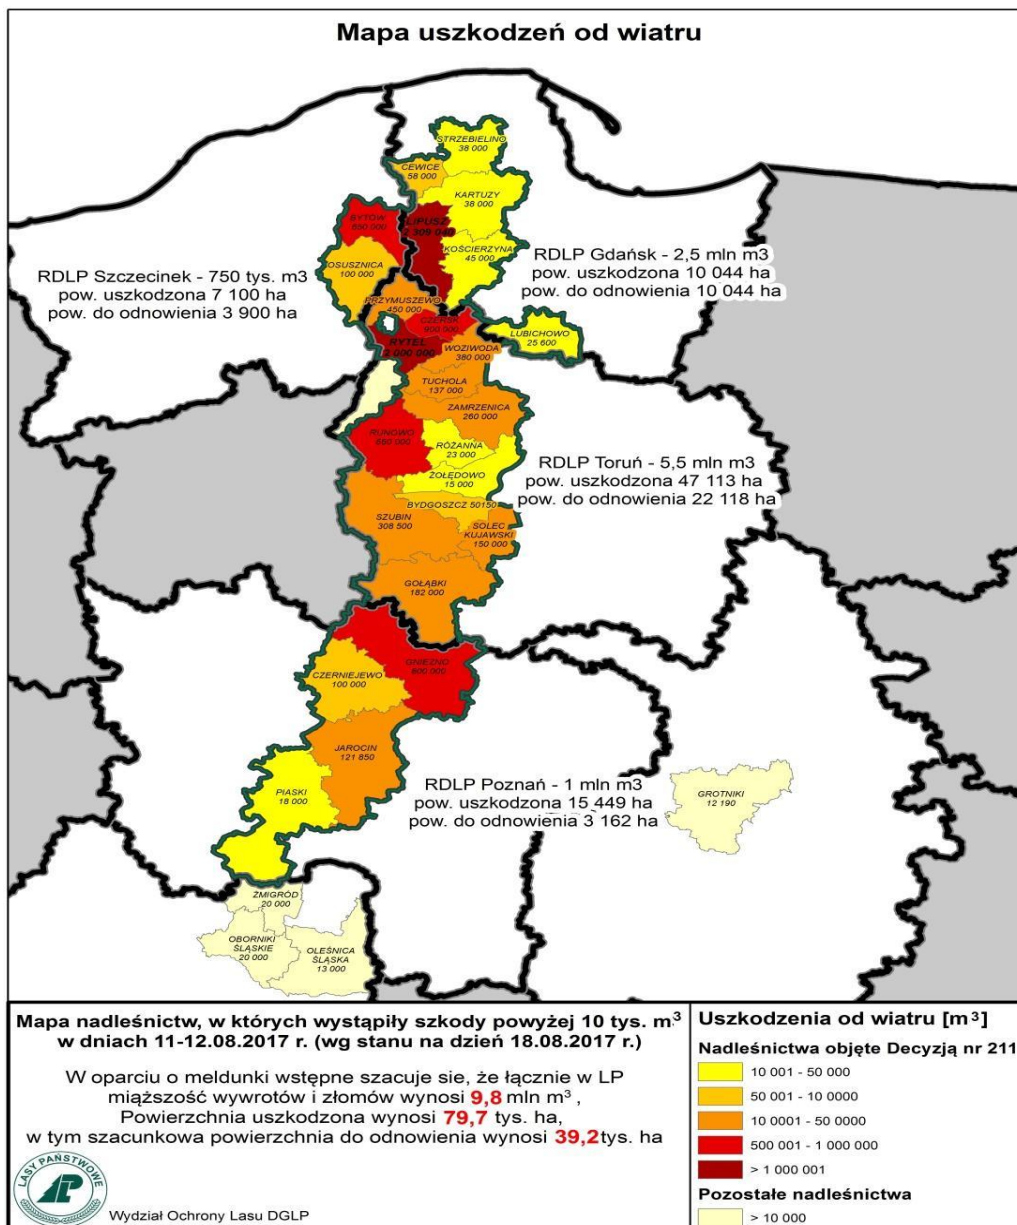 Mapa uszkodzeń od wiatru
STRZEBIELINO
38 000
CEWICE
58 000
KARTUZY
38 000
BYTÓW
650 000
LIPUSZ
309 040
KOŚCIERZYNA
45 000
OSUSZNICA
100 000
RDLP Szczecinek - 750 tys. m3
pow. uszkodzona 7 100 ha
pow. do odnowienia 3 900 ha
RDLP Gdańsk - 2,5 mln m3
pow. uszkodzona 10 044 ha
pow. do odnowienia 10 044 ha
PRZYMUSZEWO
450 000
CZERSK
900 000
LUBICHOWO
25 600
RYTEL
2 000 000
WOZIWODA
380 000
TUCHOLA
137 000
ZAMRZENICA
260 000
RUNOWO
RÓŻANNA
23 000
ŻOŁĘDOWO
15 000
RDLP Toruń - 5,5 mln m3
pow. uszkodzona 47 113 ha
pow. do odnowienia 22 118 ha
BYDGOSZCZ 50150
SZUBIN
308 500
SOLEC
KUJAWSKI
150 000
GOŁĄBKI
182 000
GNIEZNO
800 000
CZERNIEJEWO
100 000
JAROCIN
121 850
PIASKI
18 000
RDLP Poznań - 1 mln m3
pow. uszkodzona 15 449 ha
pow. do odnowienia 3 162 ha
GROTNIKI
12 190
ŻMIGRÓD
20 000
OBORNIKI
ŚLĄSKIE
20 000
OLEŚNICA
ŚLĄSKA
13 000
Mapa nadleśnictw, w których wystąpiły szkody powyżej 10 tys. m³
w dniach 11-12.08.2017 r. (wg stanu na dzień 18.08.2017 r.)
W oparciu o meldunki wstępne szacuje sie, że łącznie w LP
miąższość wywrotów i złomów wynosi 9,8 mln m³ ,
Powierzchnia uszkodzona wynosi 79,7 tys. ha,
w tym szacunkowa powierzchnia do odnowienia wynosi 39,2tys. ha
LASY PAŃSTWOWE
Wydział Ochrony Lasu DGLP
Uszkodzenia od wiatru [m³]
Nadleśnictwa objęte Decyzją nr 211
10 001 - 50 000
50 001 - 10 0000
10 0001 - 50 0000
500 001 - 1 000 000
> 1 000 001
Pozostałe nadleśnictwa
> 10 000